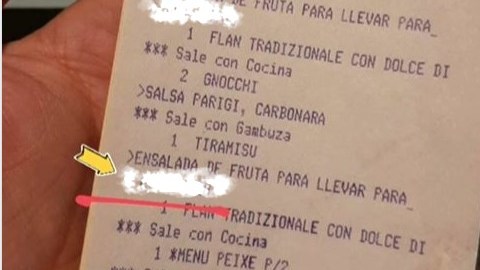 DE FRUTA PARA LLEVAR PARA_
1 FLAN TRADIZIONALE CON DOLCE DI
*** Sale con Cocina
2 GNOCCHI
>SALSA PARIGI, CARBONARA
*** Sale con Gambuza
1 TIRAMISU
>ENSALADA DE FRUTA PARA LLEVAR PARA_
1 FLAN TRADIZIONALE CON DOLCE DI
*** Sale con Cocina
1 *MENU PEIXE P/2